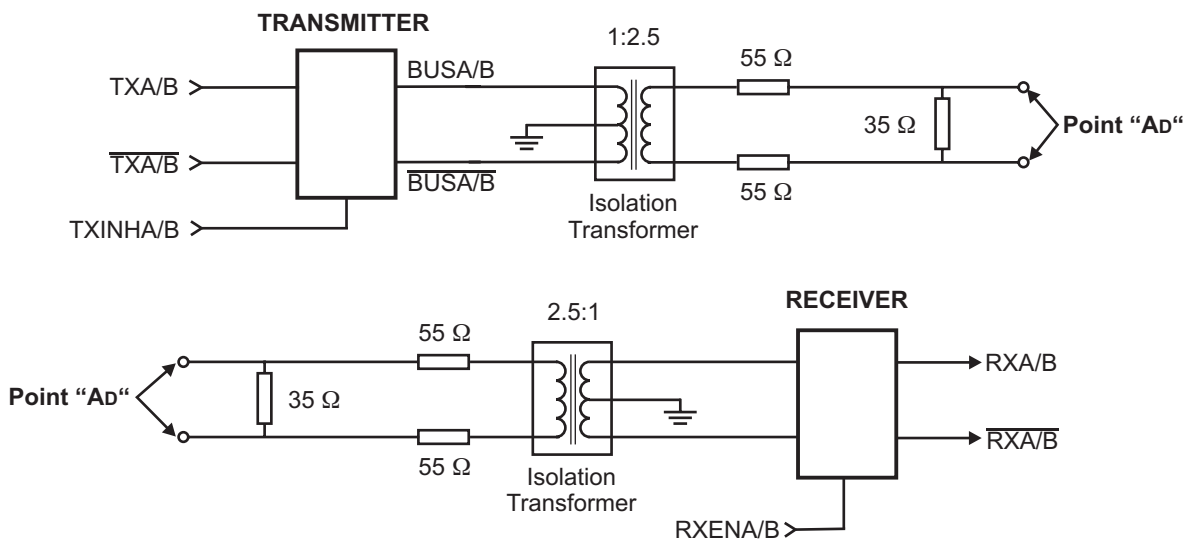 TRANSMITTER
1:2.5
55 Ω
TXA/B
BUSA/B
35 Ω
Point “AD“
TXA/B
BUSA/B
55 Ω
TXINHA/B
Isolation
Transformer
RECEIVER
2.5:1
55 Ω
RXA/B
Point “AD“
35 Ω
RXA/B
55 Ω
Isolation
Transformer
RXENA/B